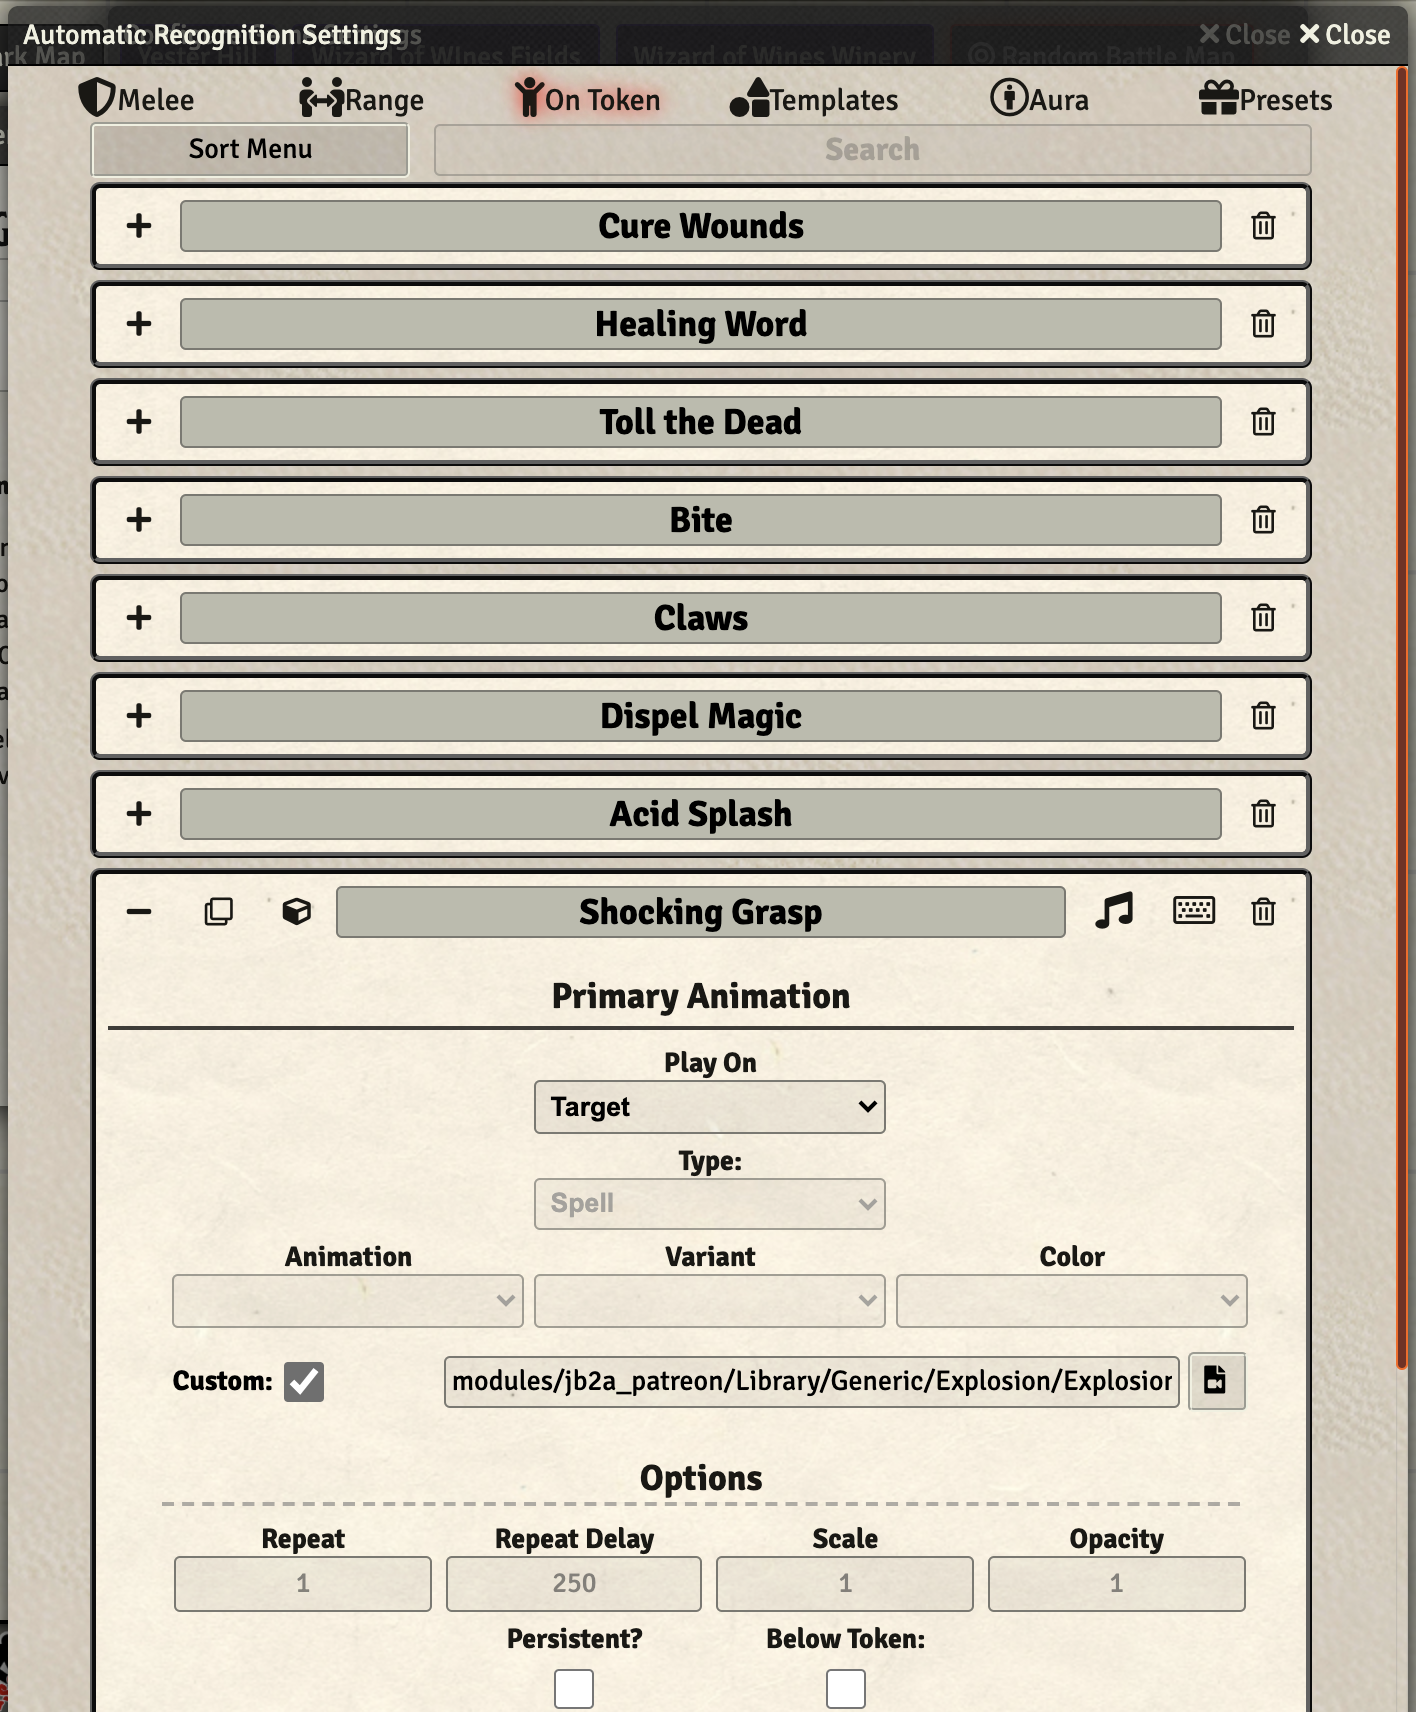 Automatic Recognition Settings
Close
Close
Melee
Range
On Token
Templates
Aura
Presets
Sort Menu
Search
Cure Wounds
Healing Word
Toll the Dead
Bite
Claws
Dispel Magic
Acid Splash
Shocking Grasp
Primary Animation
Play On
Target
Type:
Spell
Animation
Variant
Color
Custom:
modules/jb2a_patreon/Library/Generic/Explosion/Explosion
Options
Repeat
Repeat Delay
Scale
Opacity
1
250
1
1
Persistent?
Below Token: